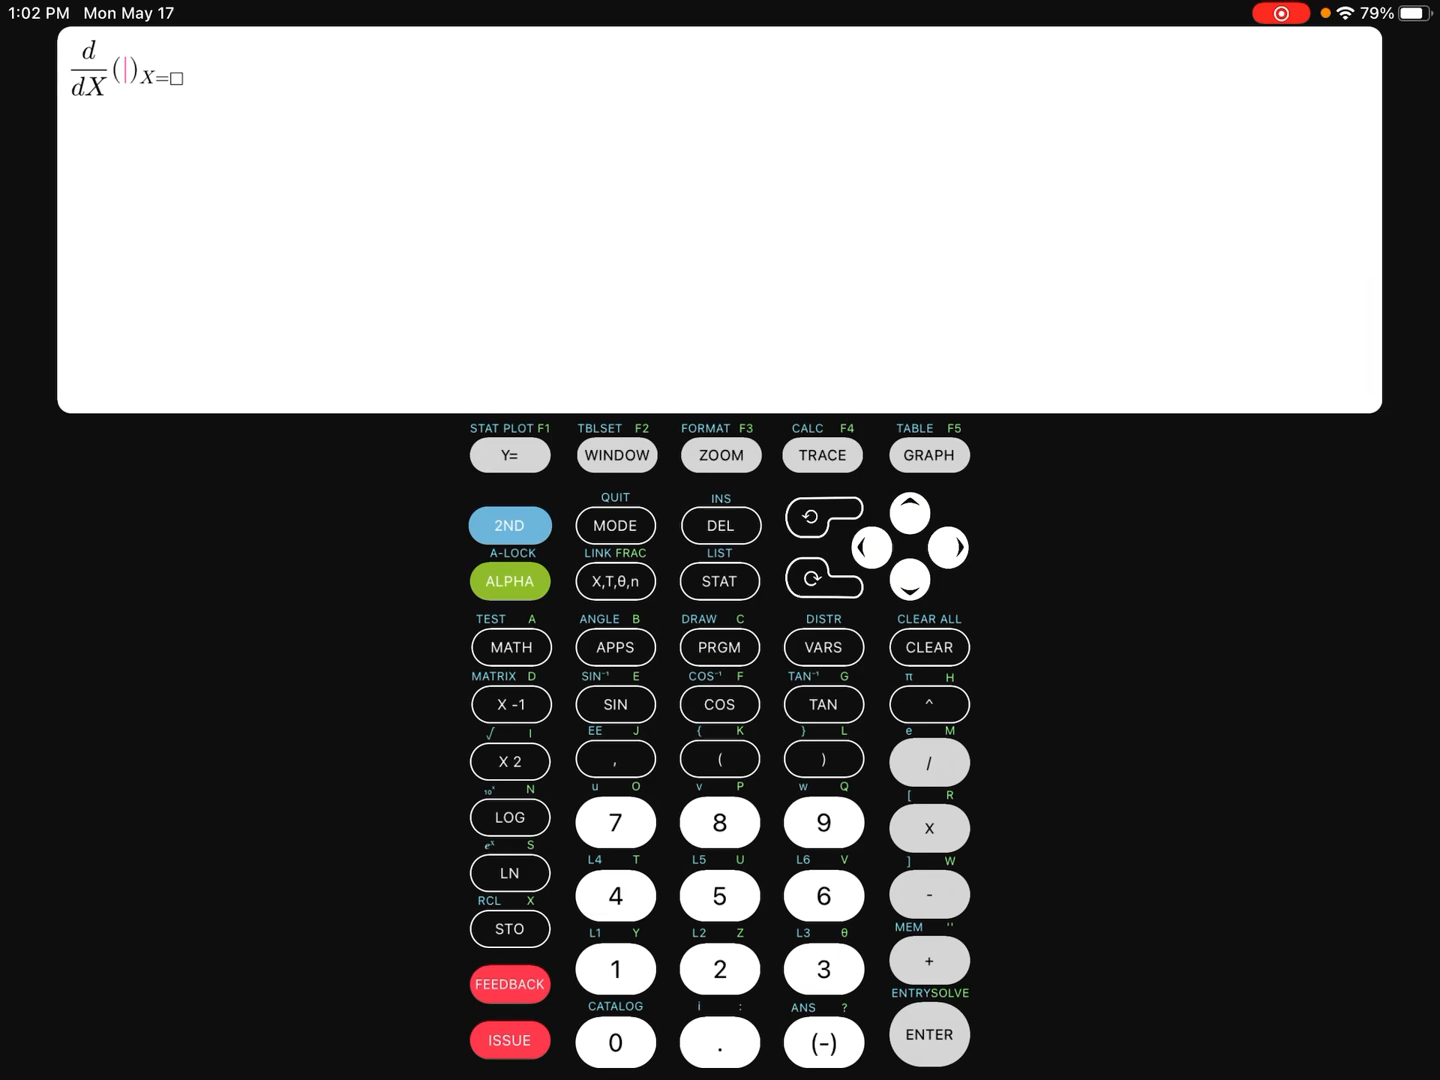 1:02 PM Mon May 17 79%
d
dX
( )X=□
STAT PLOT F1 TBLSET F2 FORMAT F3 CALC F4 TABLE F5
Y= WINDOW ZOOM TRACE GRAPH
QUIT INS
2ND MODE DEL
A-LOCK LINK FRAC LIST
ALPHA X,T,θ,n STAT
TEST A ANGLE B DRAW C DISTR CLEAR ALL
MATH APPS PRGM VARS CLEAR
MATRIX D SIN⁻¹ E COS⁻¹ F TAN⁻¹ G π H
X -1 SIN COS TAN ^
√ I EE J { K } L e M
X 2 , ( ) /
10ˣ N u O v P w Q [ R
LOG 7 8 9 X
eˣ S L4 T L5 U L6 V ] W
LN 4 5 6 -
RCL X L1 Y L2 Z L3 θ MEM "
STO 1 2 3 +
FEEDBACK
CATALOG i : ANS ? ENTRY SOLVE
ISSUE 0 . (-) ENTER